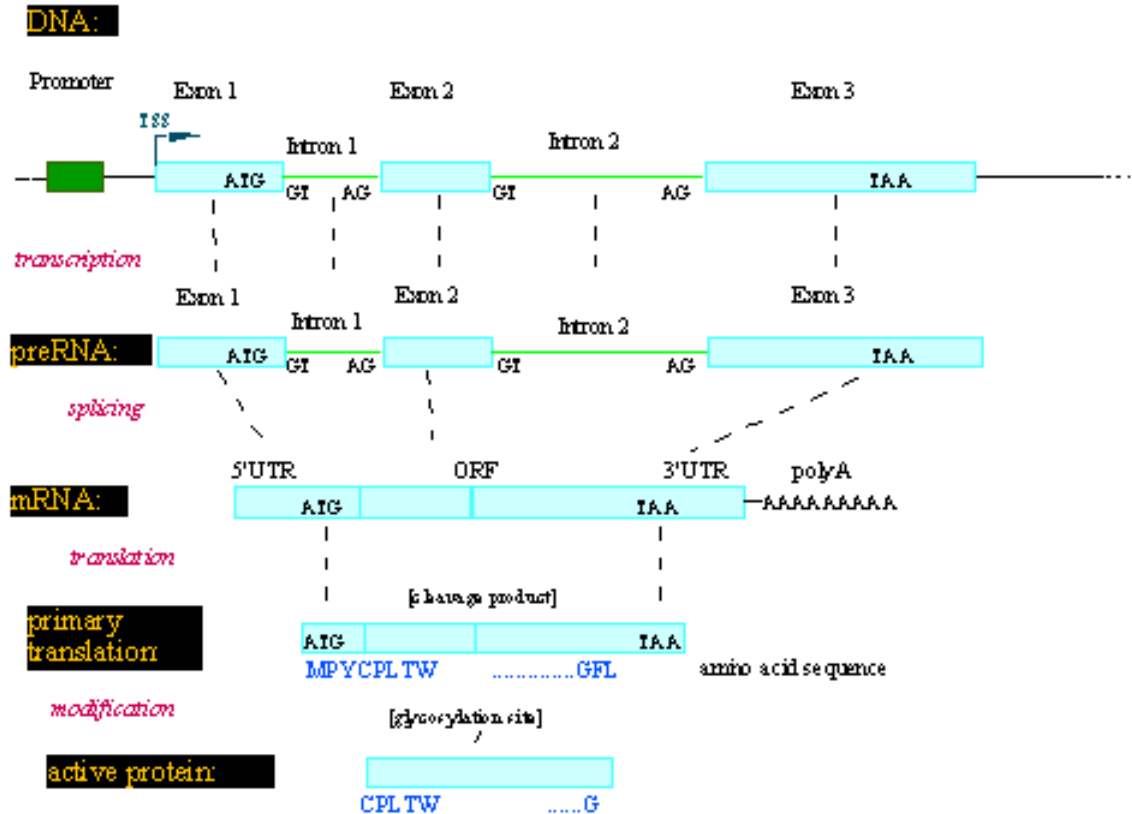 DNA:
Promoter
Exon 1
Exon 2
Exon 3
TSS
Intron 1
Intron 2
ATG
GT
AG
GT
AG
TAA
transcription
Exon 1
Exon 2
Exon 3
Intron 1
Intron 2
preRNA:
ATG
GT
AG
GT
AG
TAA
splicing
5'UTR
ORF
3'UTR
polyA
mRNA:
ATG
TAA
AAAAAAAAA
translation
[clavage product]
primary
translation:
ATG
TAA
MPYCPLTW
..............GFL
amino acid sequence
modification
[glycosylation site]
active protein:
CPLTW
......G